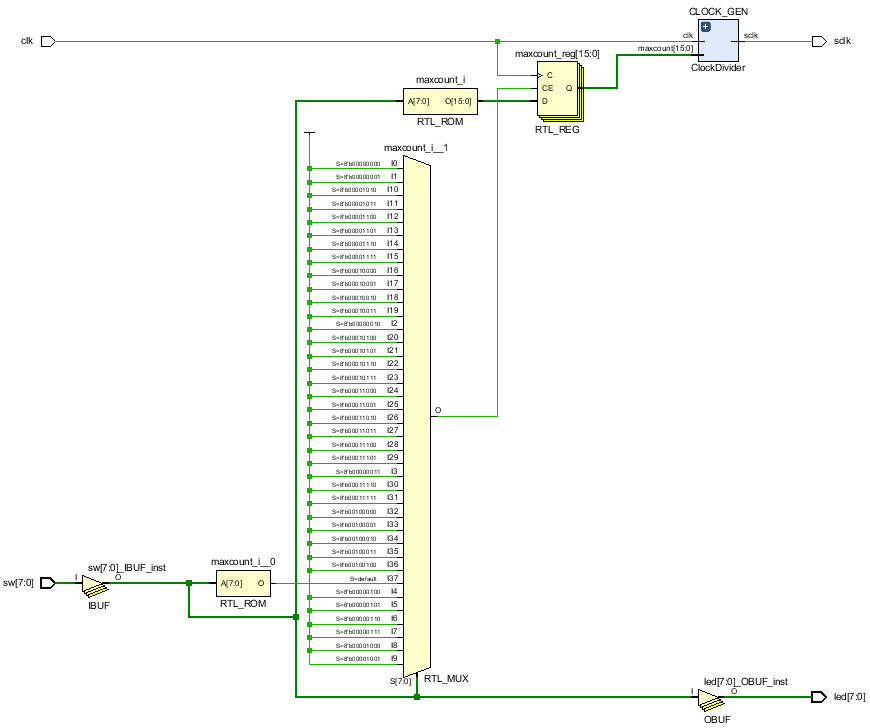 CLOCK_GEN
clk
clk
sclk
sclk
maxcount[15:0]
ClockDivider
maxcount_reg[15:0]
C
CE
Q
D
RTL_REG
maxcount_i
A[7:0]
O[15:0]
RTL_ROM
maxcount_i__1
S=8'b00000000 I0
S=8'b00000001 I1
S=8'b00001010 I10
S=8'b00001011 I11
S=8'b00001100 I12
S=8'b00001101 I13
S=8'b00001110 I14
S=8'b00001111 I15
S=8'b00010000 I16
S=8'b00010001 I17
S=8'b00010010 I18
S=8'b00010011 I19
S=8'b00000010 I2
S=8'b00010100 I20
S=8'b00010101 I21
S=8'b00010110 I22
S=8'b00010111 I23
S=8'b00011000 I24
S=8'b00011001 I25
S=8'b00011010 I26
S=8'b00011011 I27
S=8'b00011100 I28
S=8'b00011101 I29
S=8'b00000011 I3
S=8'b00011110 I30
S=8'b00011111 I31
S=8'b00100000 I32
S=8'b00100001 I33
S=8'b00100010 I34
S=8'b00100011 I35
S=8'b00100100 I36
S=default I37
S=8'b00000100 I4
S=8'b00000101 I5
S=8'b00000110 I6
S=8'b00000111 I7
S=8'b00001000 I8
S=8'b00001001 I9
O
S[7:0]
RTL_MUX
maxcount_i__0
A[7:0]
O
RTL_ROM
sw[7:0]
sw[7:0]_IBUF_inst
I
O
IBUF
led[7:0]_OBUF_inst
I
O
led[7:0]
OBUF